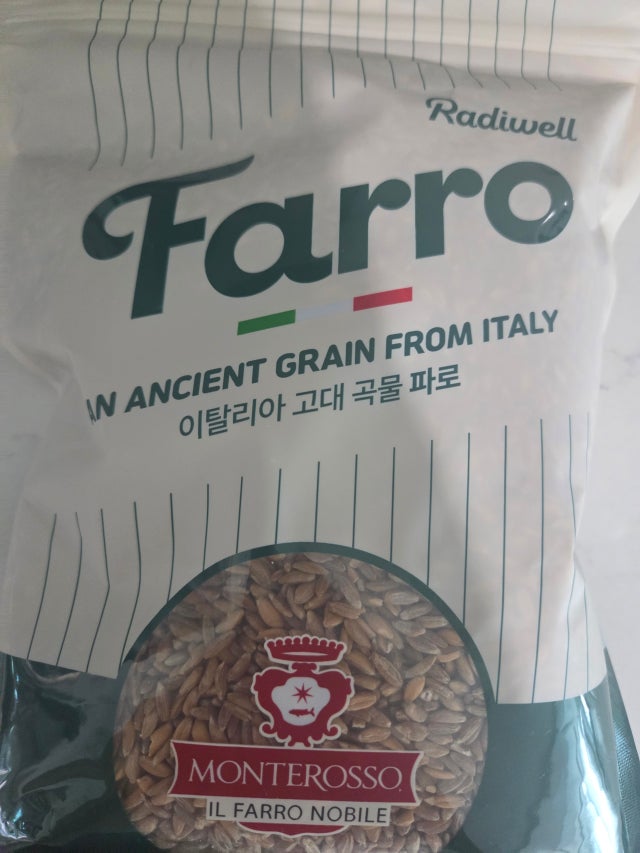 Radiwell
Farro
AN ANCIENT GRAIN FROM ITALY
이탈리아 고대 곡물 파로
MONTEROSSO
IL FARRO NOBILE